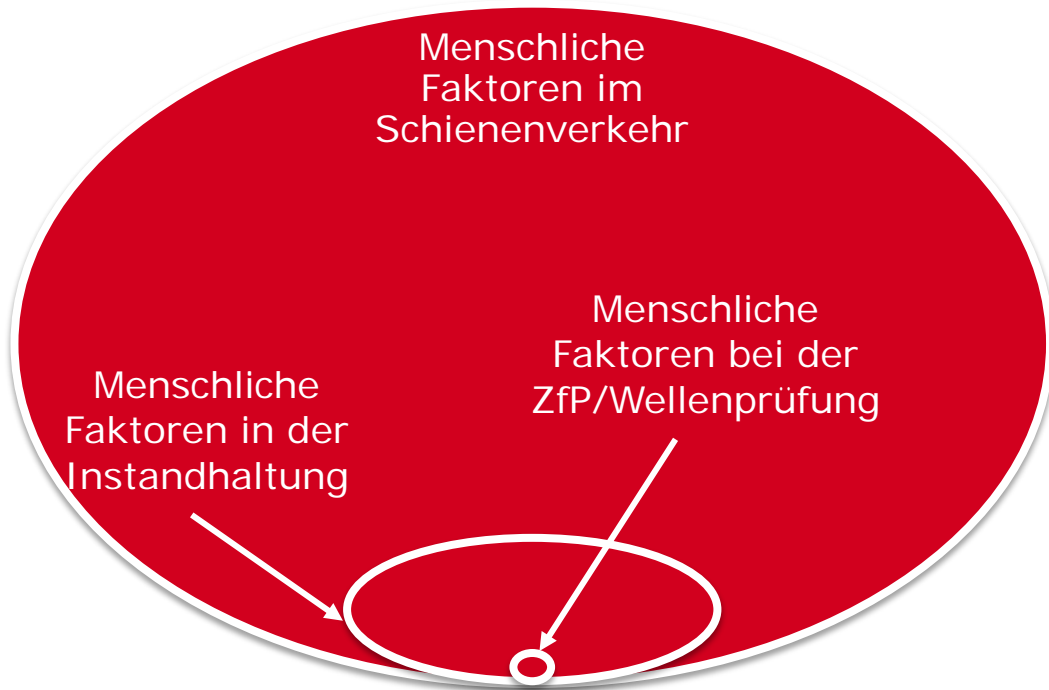 Menschliche
Faktoren im
Schienenverkehr
Menschliche
Faktoren bei der
ZfP/Wellenprüfung
Menschliche
Faktoren in der
Instandhaltung